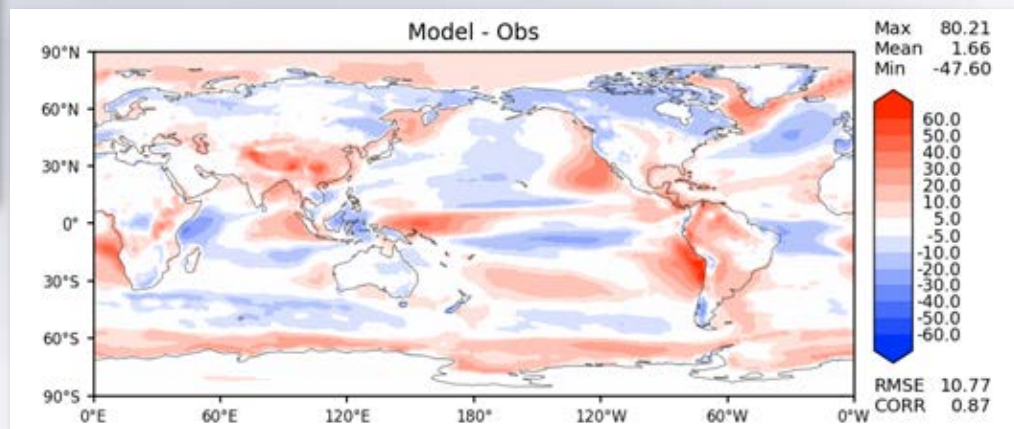 Model - Obs
Max 80.21
Mean 1.66
Min -47.60
90°N
60°N
30°N
0°
30°S
60°S
90°S
0°E 60°E 120°E 180° 120°W 60°W 0°W
60.0
50.0
40.0
30.0
20.0
10.0
5.0
-5.0
-10.0
-20.0
-30.0
-40.0
-50.0
-60.0
RMSE 10.77
CORR 0.87